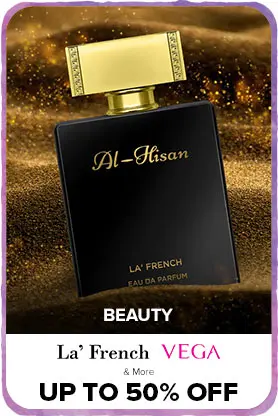 Al-Hisan
LA' FRENCH
EAU DA PARFUM
BEAUTY
La' French VEGA
& More
UP TO 50% OFF